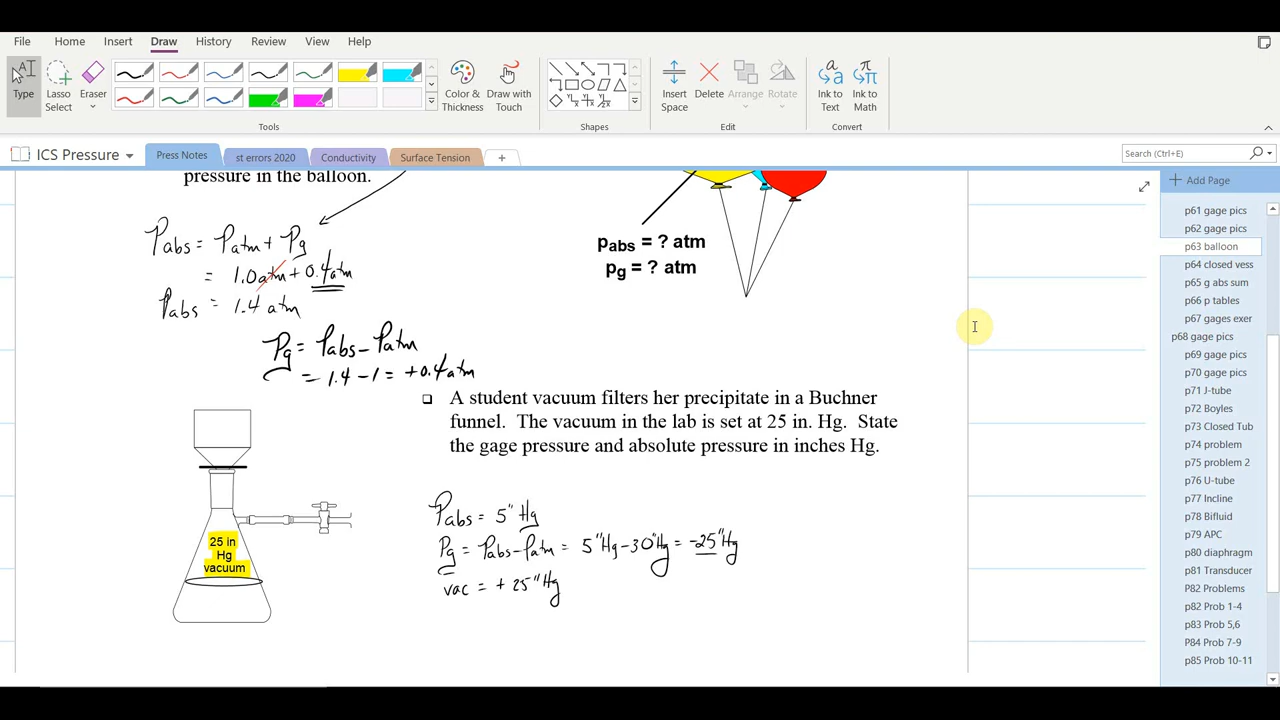 File Home Insert Draw History Review View Help
Type Lasso Select Eraser Color & Thickness Draw with Touch Insert Space Delete Arrange Rotate Ink to Text Ink to Math
Tools Shapes Edit Convert
ICS Pressure Press Notes st errors 2020 Conductivity Surface Tension + Search (Ctrl+E)
pressure in the balloon.
Pabs = Patm + Pg
= 1.0atm + 0.4atm
Pabs = 1.4 atm
Pg = Pabs - Patm
= 1.4 - 1 = +0.4atm
pabs = ? atm
pg = ? atm
A student vacuum filters her precipitate in a Buchner
funnel. The vacuum in the lab is set at 25 in. Hg. State
the gage pressure and absolute pressure in inches Hg.
25 in
Hg
vacuum
Pabs = 5" Hg
Pg = Pabs - Patm = 5"Hg - 30"Hg = -25"Hg
vac = + 25"Hg
Add Page
p61 gage pics
p62 gage pics
p63 balloon
p64 closed vess
p65 g abs sum
p66 p tables
p67 gages exer
p68 gage pics
p69 gage pics
p70 gage pics
p71 J-tube
p72 Boyles
p73 Closed Tub
p74 problem
p75 problem 2
p76 U-tube
p77 Incline
p78 Bifluid
p79 APC
p80 diaphragm
p81 Transducer
P82 Problems
p82 Prob 1-4
p83 Prob 5,6
P84 Prob 7-9
p85 Prob 10-11